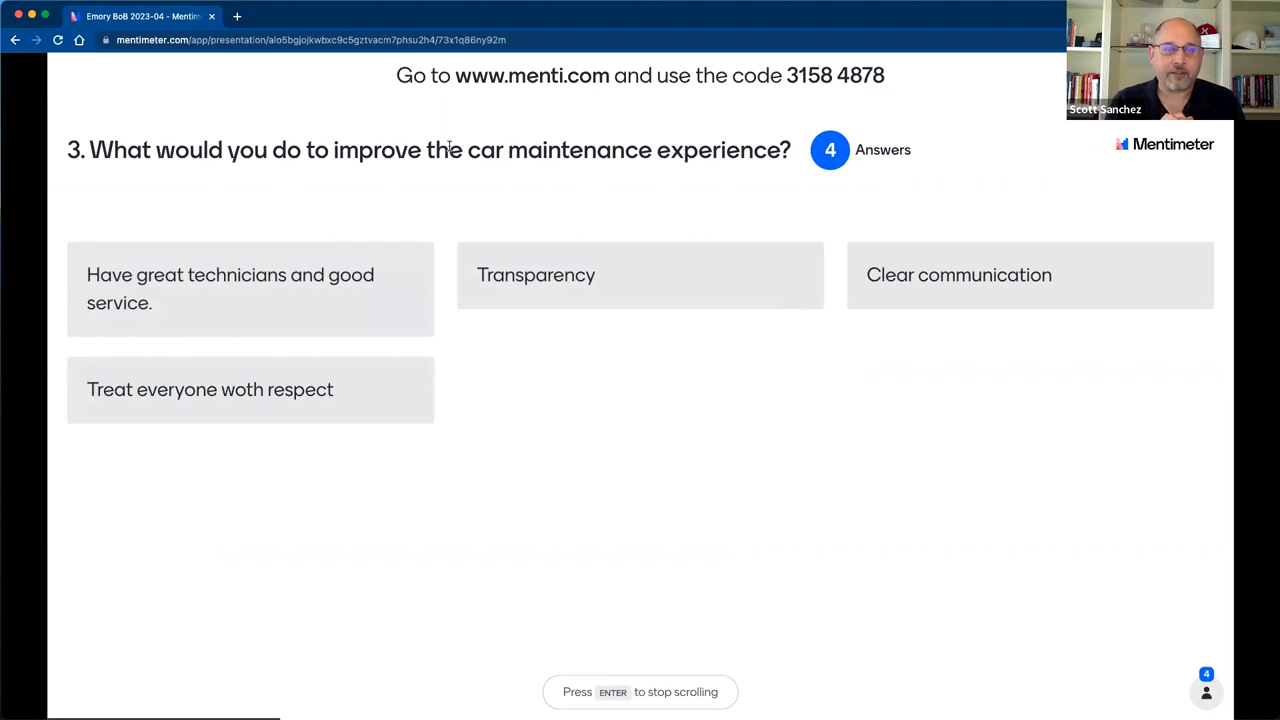 Emory BoB 2023-04 - Mentim
mentimeter.com/app/presentation/alo5bgjojkwbxc9c5gztvacm7phsu2h4/73x1q86ny92m
Scott Sanchez
Go to www.menti.com and use the code 3158 4878
3. What would you do to improve the car maintenance experience?
4 Answers
Mentimeter
Have great technicians and good
service.
Transparency
Clear communication
Treat everyone woth respect
Press ENTER to stop scrolling
4